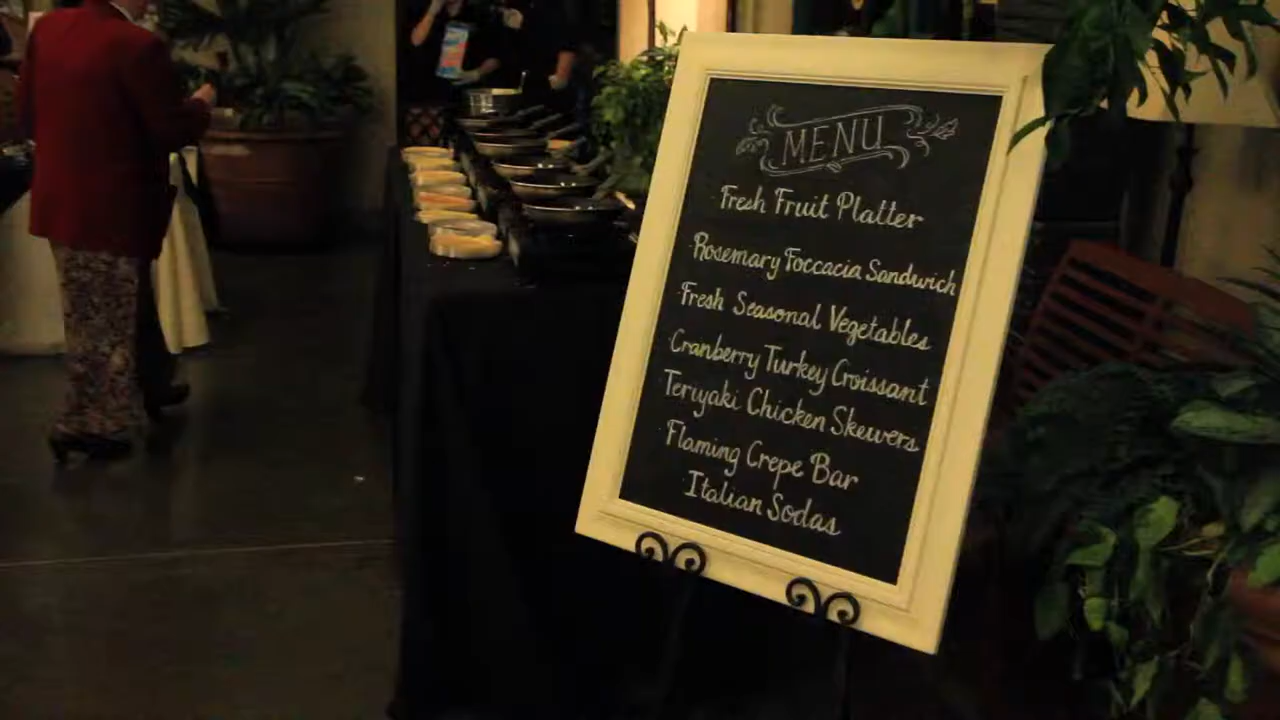 MENU
Fresh Fruit Platter
Rosemary Foccacia Sandwich
Fresh Seasonal Vegetables
Cranberry Turkey Croissant
Teriyaki Chicken Skewers
Flaming Crepe Bar
Italian Sodas